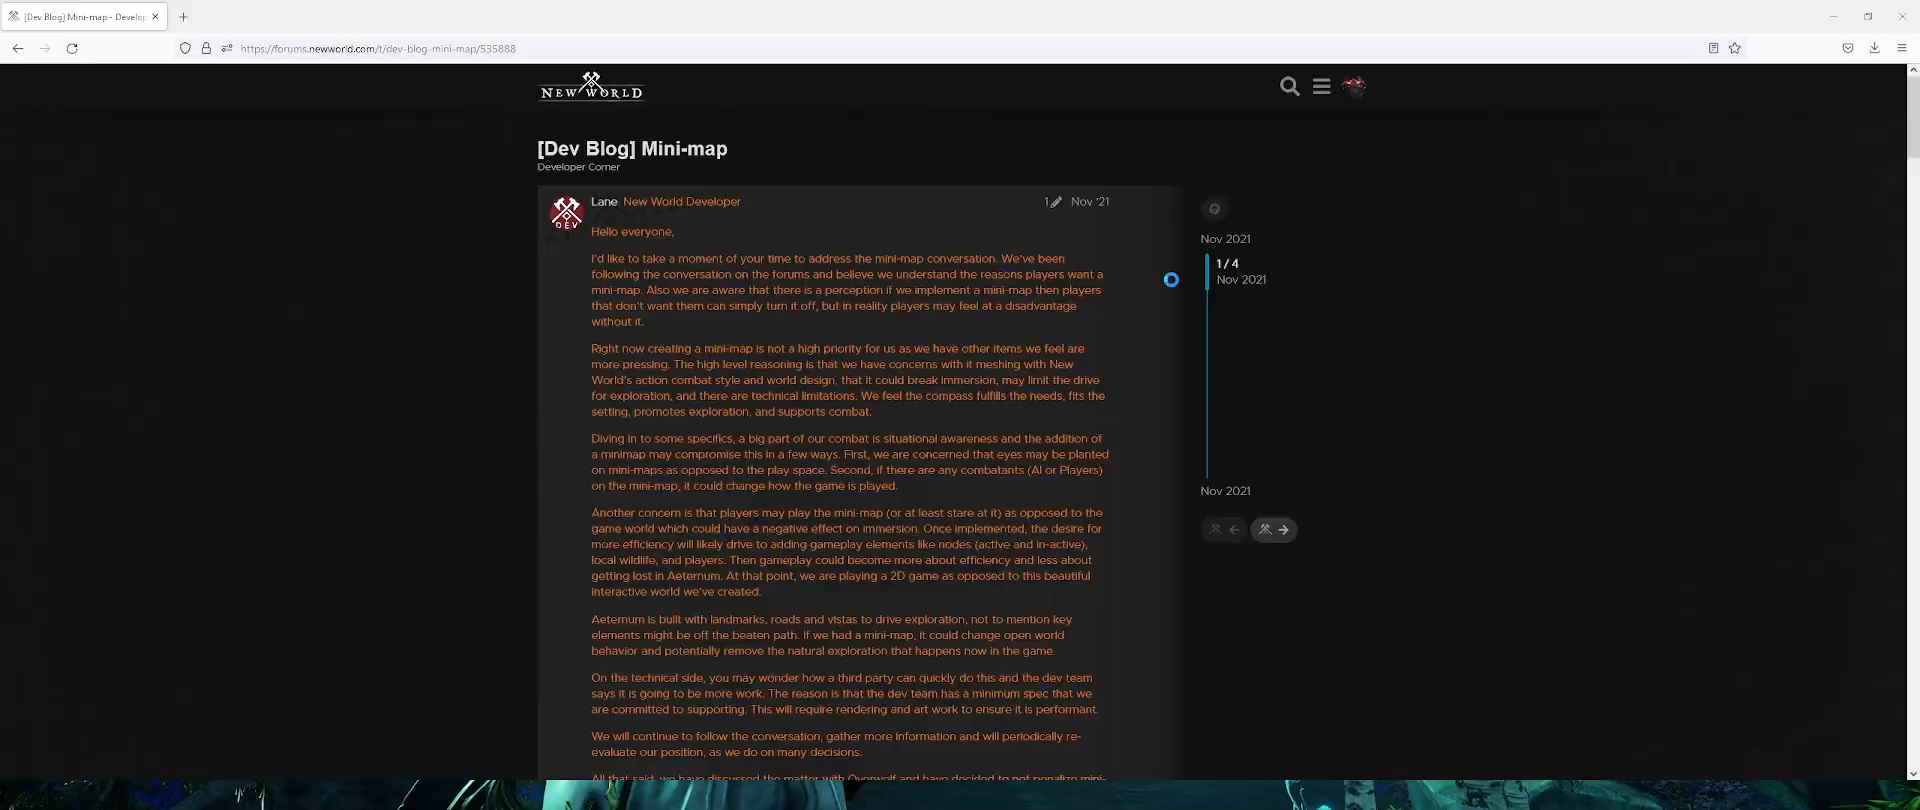 [Dev Blog] Mini-map - Develop
https://forums.newworld.com/t/dev-blog-mini-map/535888
NEW WORLD
[Dev Blog] Mini-map
Developer Corner
DEV
Lane New World Developer 1 Nov '21
Hello everyone,
I'd like to take a moment of your time to address the mini-map conversation. We've been
following the conversation on the forums and believe we understand the reasons players want a
mini-map. Also we are aware that there is a perception if we implement a mini-map then players
that don't want them can simply turn it off, but in reality players may feel at a disadvantage
without it.
Right now creating a mini-map is not a high priority for us as we have other items we feel are
more pressing. The high level reasoning is that we have concerns with it meshing with New
World's action combat style and world design, that it could break immersion, may limit the drive
for exploration, and there are technical limitations. We feel the compass fulfills the needs, fits the
setting, promotes exploration, and supports combat.
Diving in to some specifics, a big part of our combat is situational awareness and the addition of
a minimap may compromise this in a few ways. First, we are concerned that eyes may be planted
on mini-maps as opposed to the play space. Second, if there are any combatants (AI or Players)
on the mini-map, it could change how the game is played.
Another concern is that players may play the mini-map (or at least stare at it) as opposed to the
game world which could have a negative effect on immersion. Once implemented, the desire for
more efficiency will likely drive to adding gameplay elements like nodes (active and in-active),
local wildlife, and players. Then gameplay could become more about efficiency and less about
getting lost in Aeternum. At that point, we are playing a 2D game as opposed to this beautiful
interactive world we've created.
Aeternum is built with landmarks, roads and vistas to drive exploration, not to mention key
elements might be off the beaten path. If we had a mini-map, it could change open world
behavior and potentially remove the natural exploration that happens now in the game.
On the technical side, you may wonder how a third party can quickly do this and the dev team
says it is going to be more work. The reason is that the dev team has a minimum spec that we
are committed to supporting. This will require rendering and art work to ensure it is performant.
We will continue to follow the conversation, gather more information and will periodically re-
evaluate our position, as we do on many decisions.
All that said, we have discussed the matter with Overwolf and have decided to not penalize mini-
Nov 2021
1 / 4
Nov 2021
Nov 2021